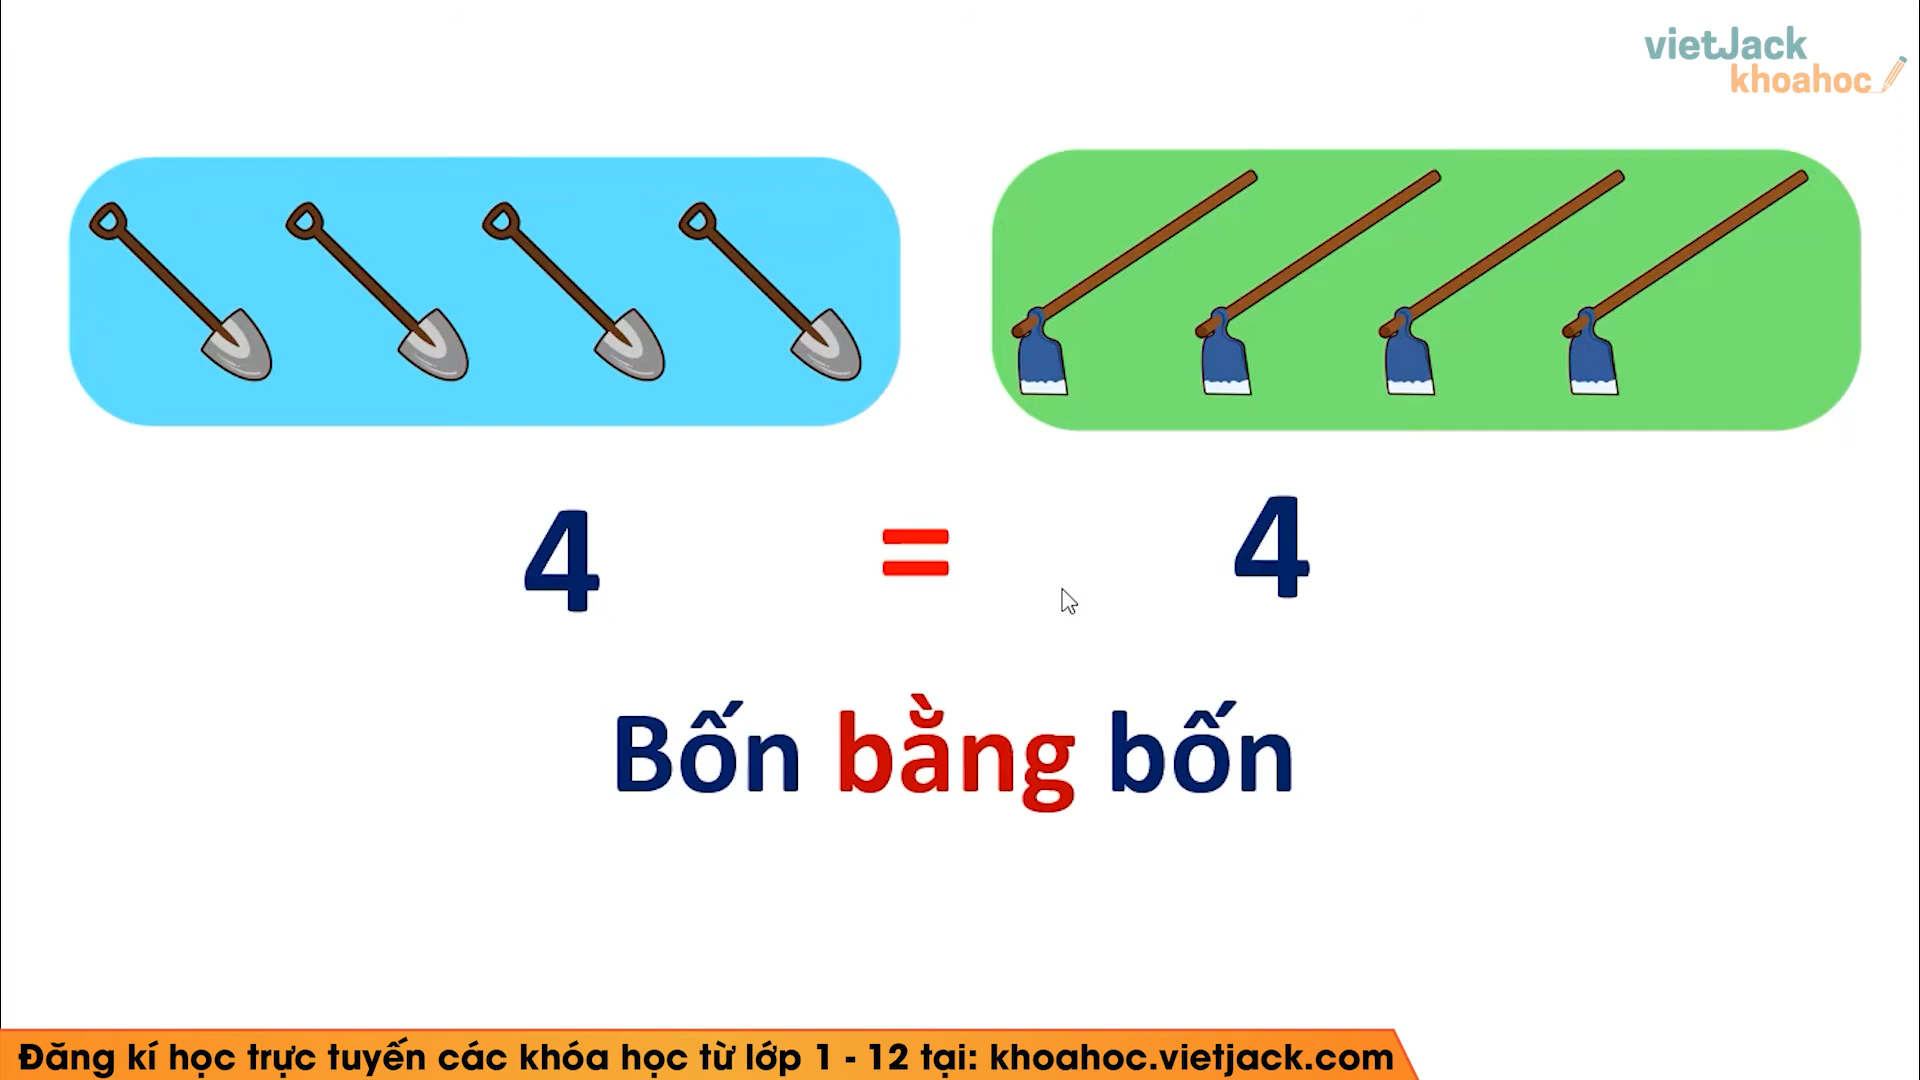 vietJack
khoahoc
4 = 4
Bốn bằng bốn
Đăng kí học trực tuyến các khóa học từ lớp 1 - 12 tại: khoahoc.vietjack.com